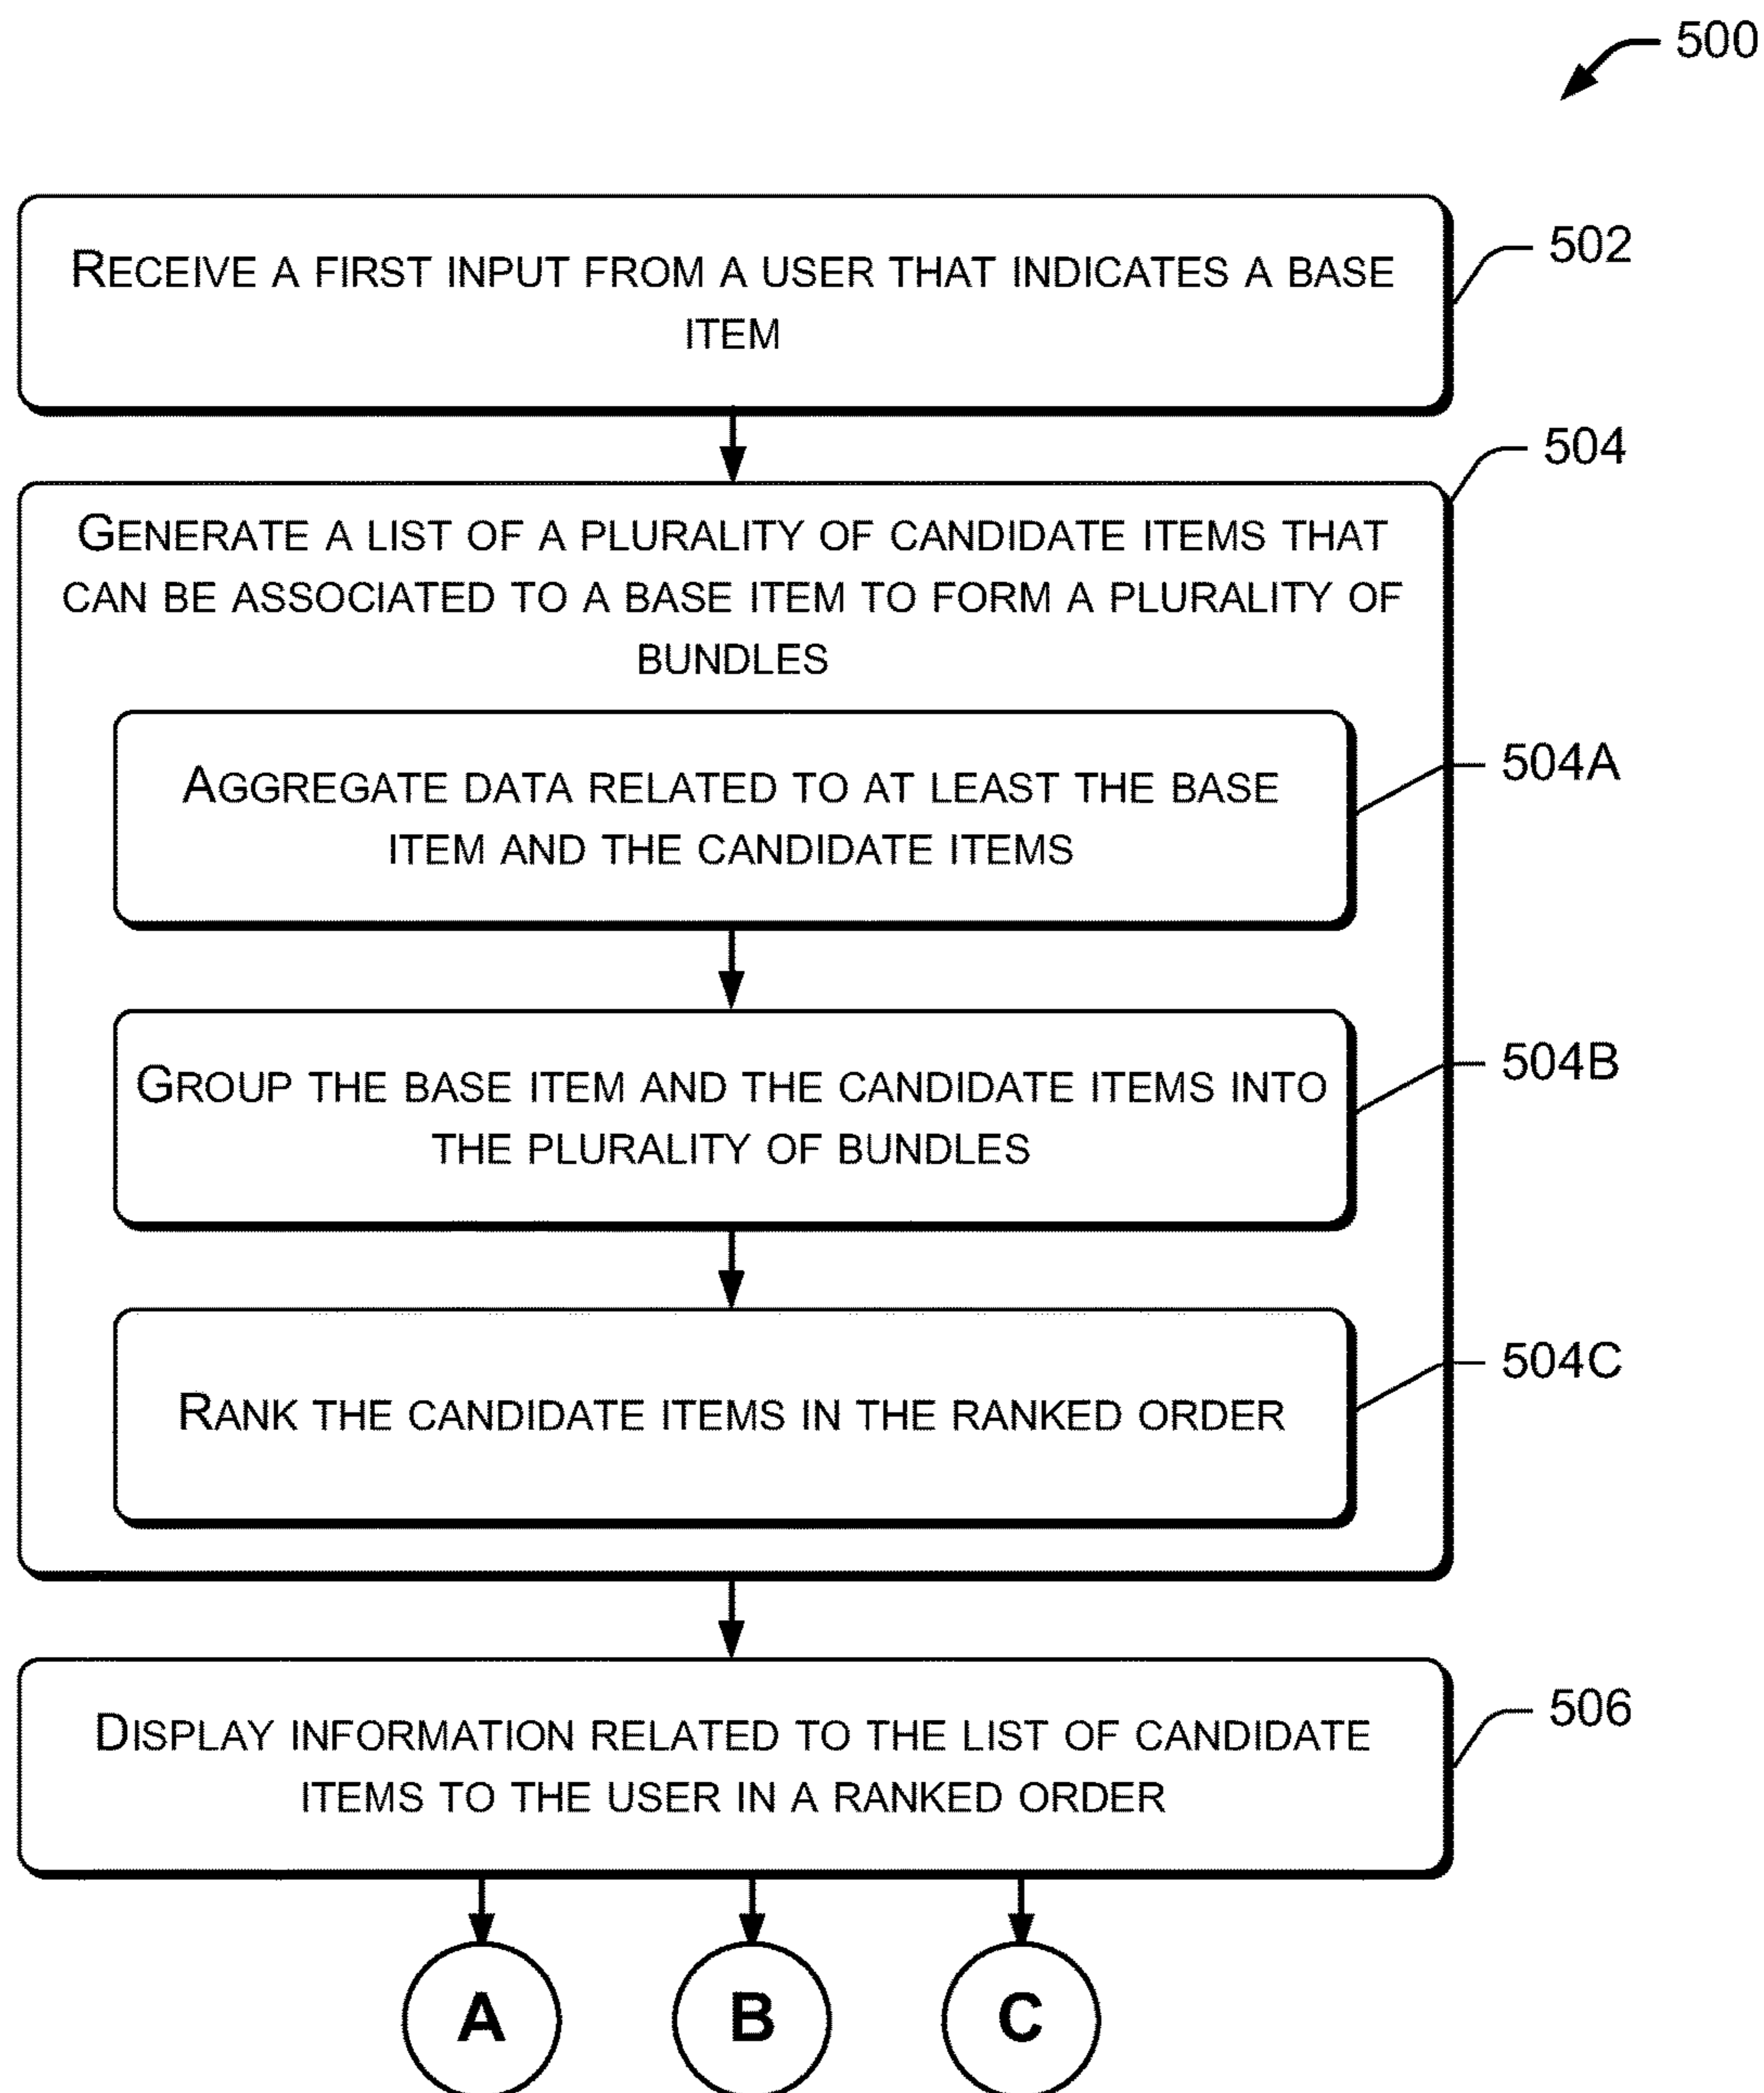 500
RECEIVE A FIRST INPUT FROM A USER THAT INDICATES A BASE
ITEM
502
504
GENERATE A LIST OF A PLURALITY OF CANDIDATE ITEMS THAT
CAN BE ASSOCIATED TO A BASE ITEM TO FORM A PLURALITY OF
BUNDLES
AGGREGATE DATA RELATED TO AT LEAST THE BASE
ITEM AND THE CANDIDATE ITEMS
504A
GROUP THE BASE ITEM AND THE CANDIDATE ITEMS INTO
THE PLURALITY OF BUNDLES
504B
RANK THE CANDIDATE ITEMS IN THE RANKED ORDER
504C
DISPLAY INFORMATION RELATED TO THE LIST OF CANDIDATE
ITEMS TO THE USER IN A RANKED ORDER
506
A B C